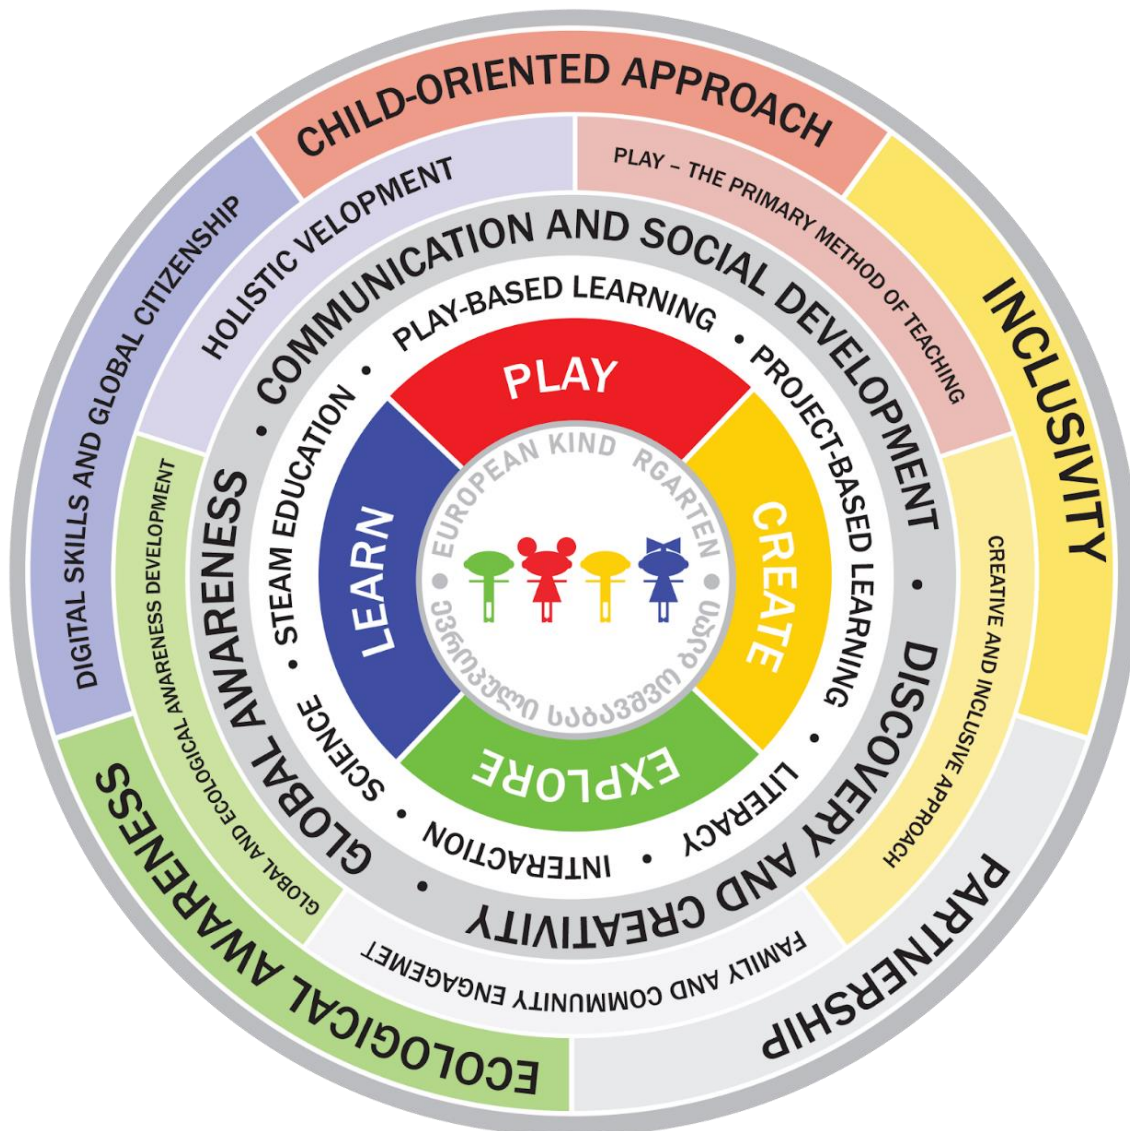 CHILD-ORIENTED APPROACH
INCLUSIVITY
PARTNERSHIP
ECOLOGICAL AWARENESS
DIGITAL SKILLS AND GLOBAL CITIZENSHIP
HOLISTIC VELOPMENT
PLAY – THE PRIMARY METHOD OF TEACHING
CREATIVE AND INCLUSIVE APPROACH
FAMILY AND COMMUNITY ENGAGEMET
GLOBAL AND ECOLOGICAL AWARENESS DEVELOPMENT
• COMMUNICATION AND SOCIAL DEVELOPMENT
• DISCOVERY AND CREATIVITY
• GLOBAL AWARENESS
• PLAY-BASED LEARNING
• PROJECT-BASED LEARNING
• LITERACY
• INTERACTION
• SCIENCE
• STEAM EDUCATION
PLAY
CREATE
EXPLORE
LEARN
• EUROPEAN KIND RGARTEN •
ევროპული საბავშვო ბაღი